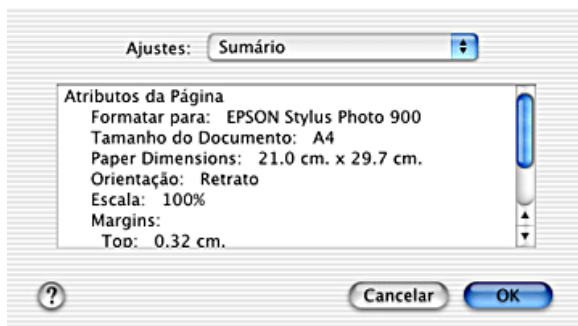 Ajustes: Sumário
Atributos da Página
Formatar para: EPSON Stylus Photo 900
Tamanho do Documento: A4
Paper Dimensions: 21.0 cm. x 29.7 cm.
Orientação: Retrato
Escala: 100%
Margins:
Top: 0.32 cm.
? Cancelar OK